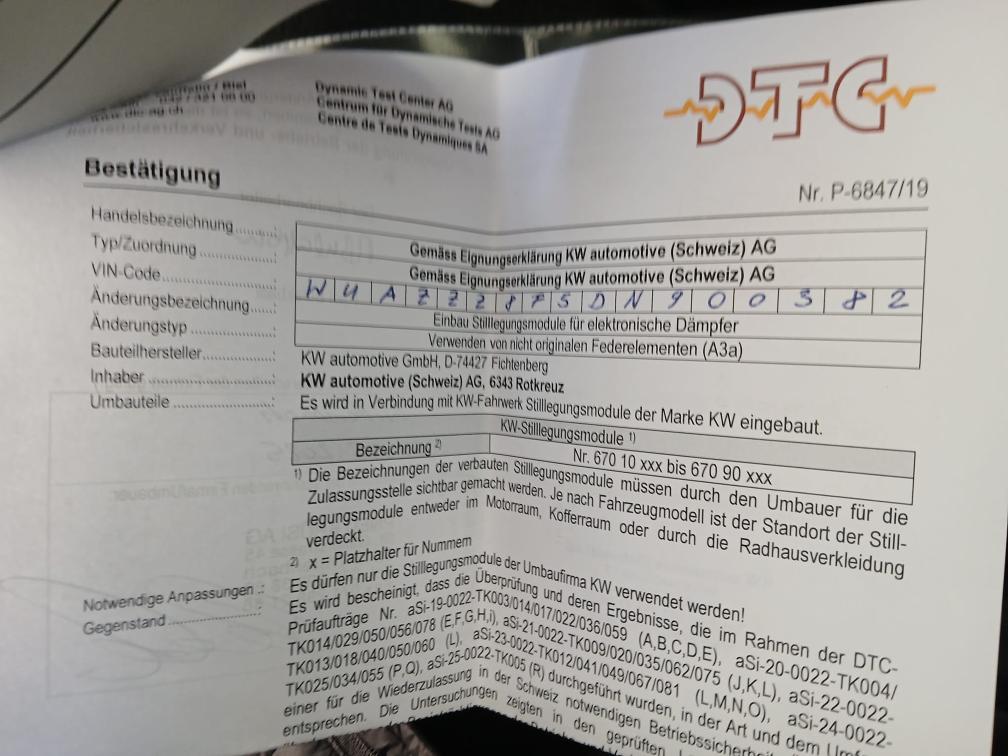 Biel
www.dtc-ag.ch
Dynamic Test Center AG
Centrum für Dynamische Tests AG
Centre de Tests Dynamiques SA
DTC
Bestätigung
Nr. P-6847/19
Handelsbezeichnung..........: Gemäss Eignungserklärung KW automotive (Schweiz) AG
Typ/Zuordnung....................: Gemäss Eignungserklärung KW automotive (Schweiz) AG
VIN-Code............................: W U A Z Z Z 8 F 5 D N 9 0 0 3 8 2
Änderungsbezeichnung......: Einbau Stilllegungsmodule für elektronische Dämpfer
Änderungstyp .....................: Verwenden von nicht originalen Federelementen (A3a)
Bauteilhersteller..................: KW automotive GmbH, D-74427 Fichtenberg
Inhaber ...............................: KW automotive (Schweiz) AG, 6343 Rotkreuz
Umbauteile .........................: Es wird in Verbindung mit KW-Fahrwerk Stilllegungsmodule der Marke KW eingebaut.
KW-Stilllegungsmodule 1)
Bezeichnung 2) Nr. 670 10 xxx bis 670 90 xxx
1) Die Bezeichnungen der verbauten Stilllegungsmodule müssen durch den Umbauer für die
Zulassungsstelle sichtbar gemacht werden. Je nach Fahrzeugmodell ist der Standort der Still-
legungsmodule entweder im Motorraum, Kofferraum oder durch die Radhausverkleidung
verdeckt.
2) x = Platzhalter für Nummern
Notwendige Anpassungen .: Es dürfen nur die Stilllegungsmodule der Umbaufirma KW verwendet werden!
Gegenstand .......................: Es wird bescheinigt, dass die Überprüfung und deren Ergebnisse, die im Rahmen der DTC-
Prüfaufträge Nr. aSi-19-0022-TK003/014/017/022/036/059 (A,B,C,D,E), aSi-20-0022-TK004/
TK014/029/050/056/078 (E,F,G,H,i), aSi-21-0022-TK009/020/035/062/075 (J,K,L), aSi-22-0022-
TK013/018/040/050/060 (L), aSi-23-0022-TK012/041/049/067/081 (L,M,N,O), aSi-24-0022-
TK025/034/055 (P,Q), aSi-25-0022-TK005 (R) durchgeführt wurden, in der Art und dem
einer für die Wiederzulassung in der Schweiz notwendigen
entsprechen. Die Untersuchungen zeigten in den geprüften